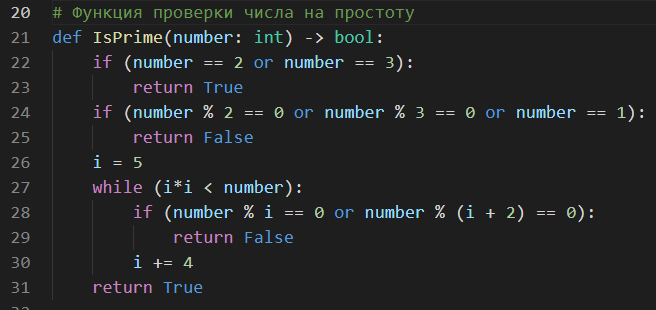 20 # Функция проверки числа на простоту
21 def IsPrime(number: int) -> bool:
22     if (number == 2 or number == 3):
23         return True
24     if (number % 2 == 0 or number % 3 == 0 or number == 1):
25         return False
26     i = 5
27     while (i*i < number):
28         if (number % i == 0 or number % (i + 2) == 0):
29             return False
30         i += 4
31     return True